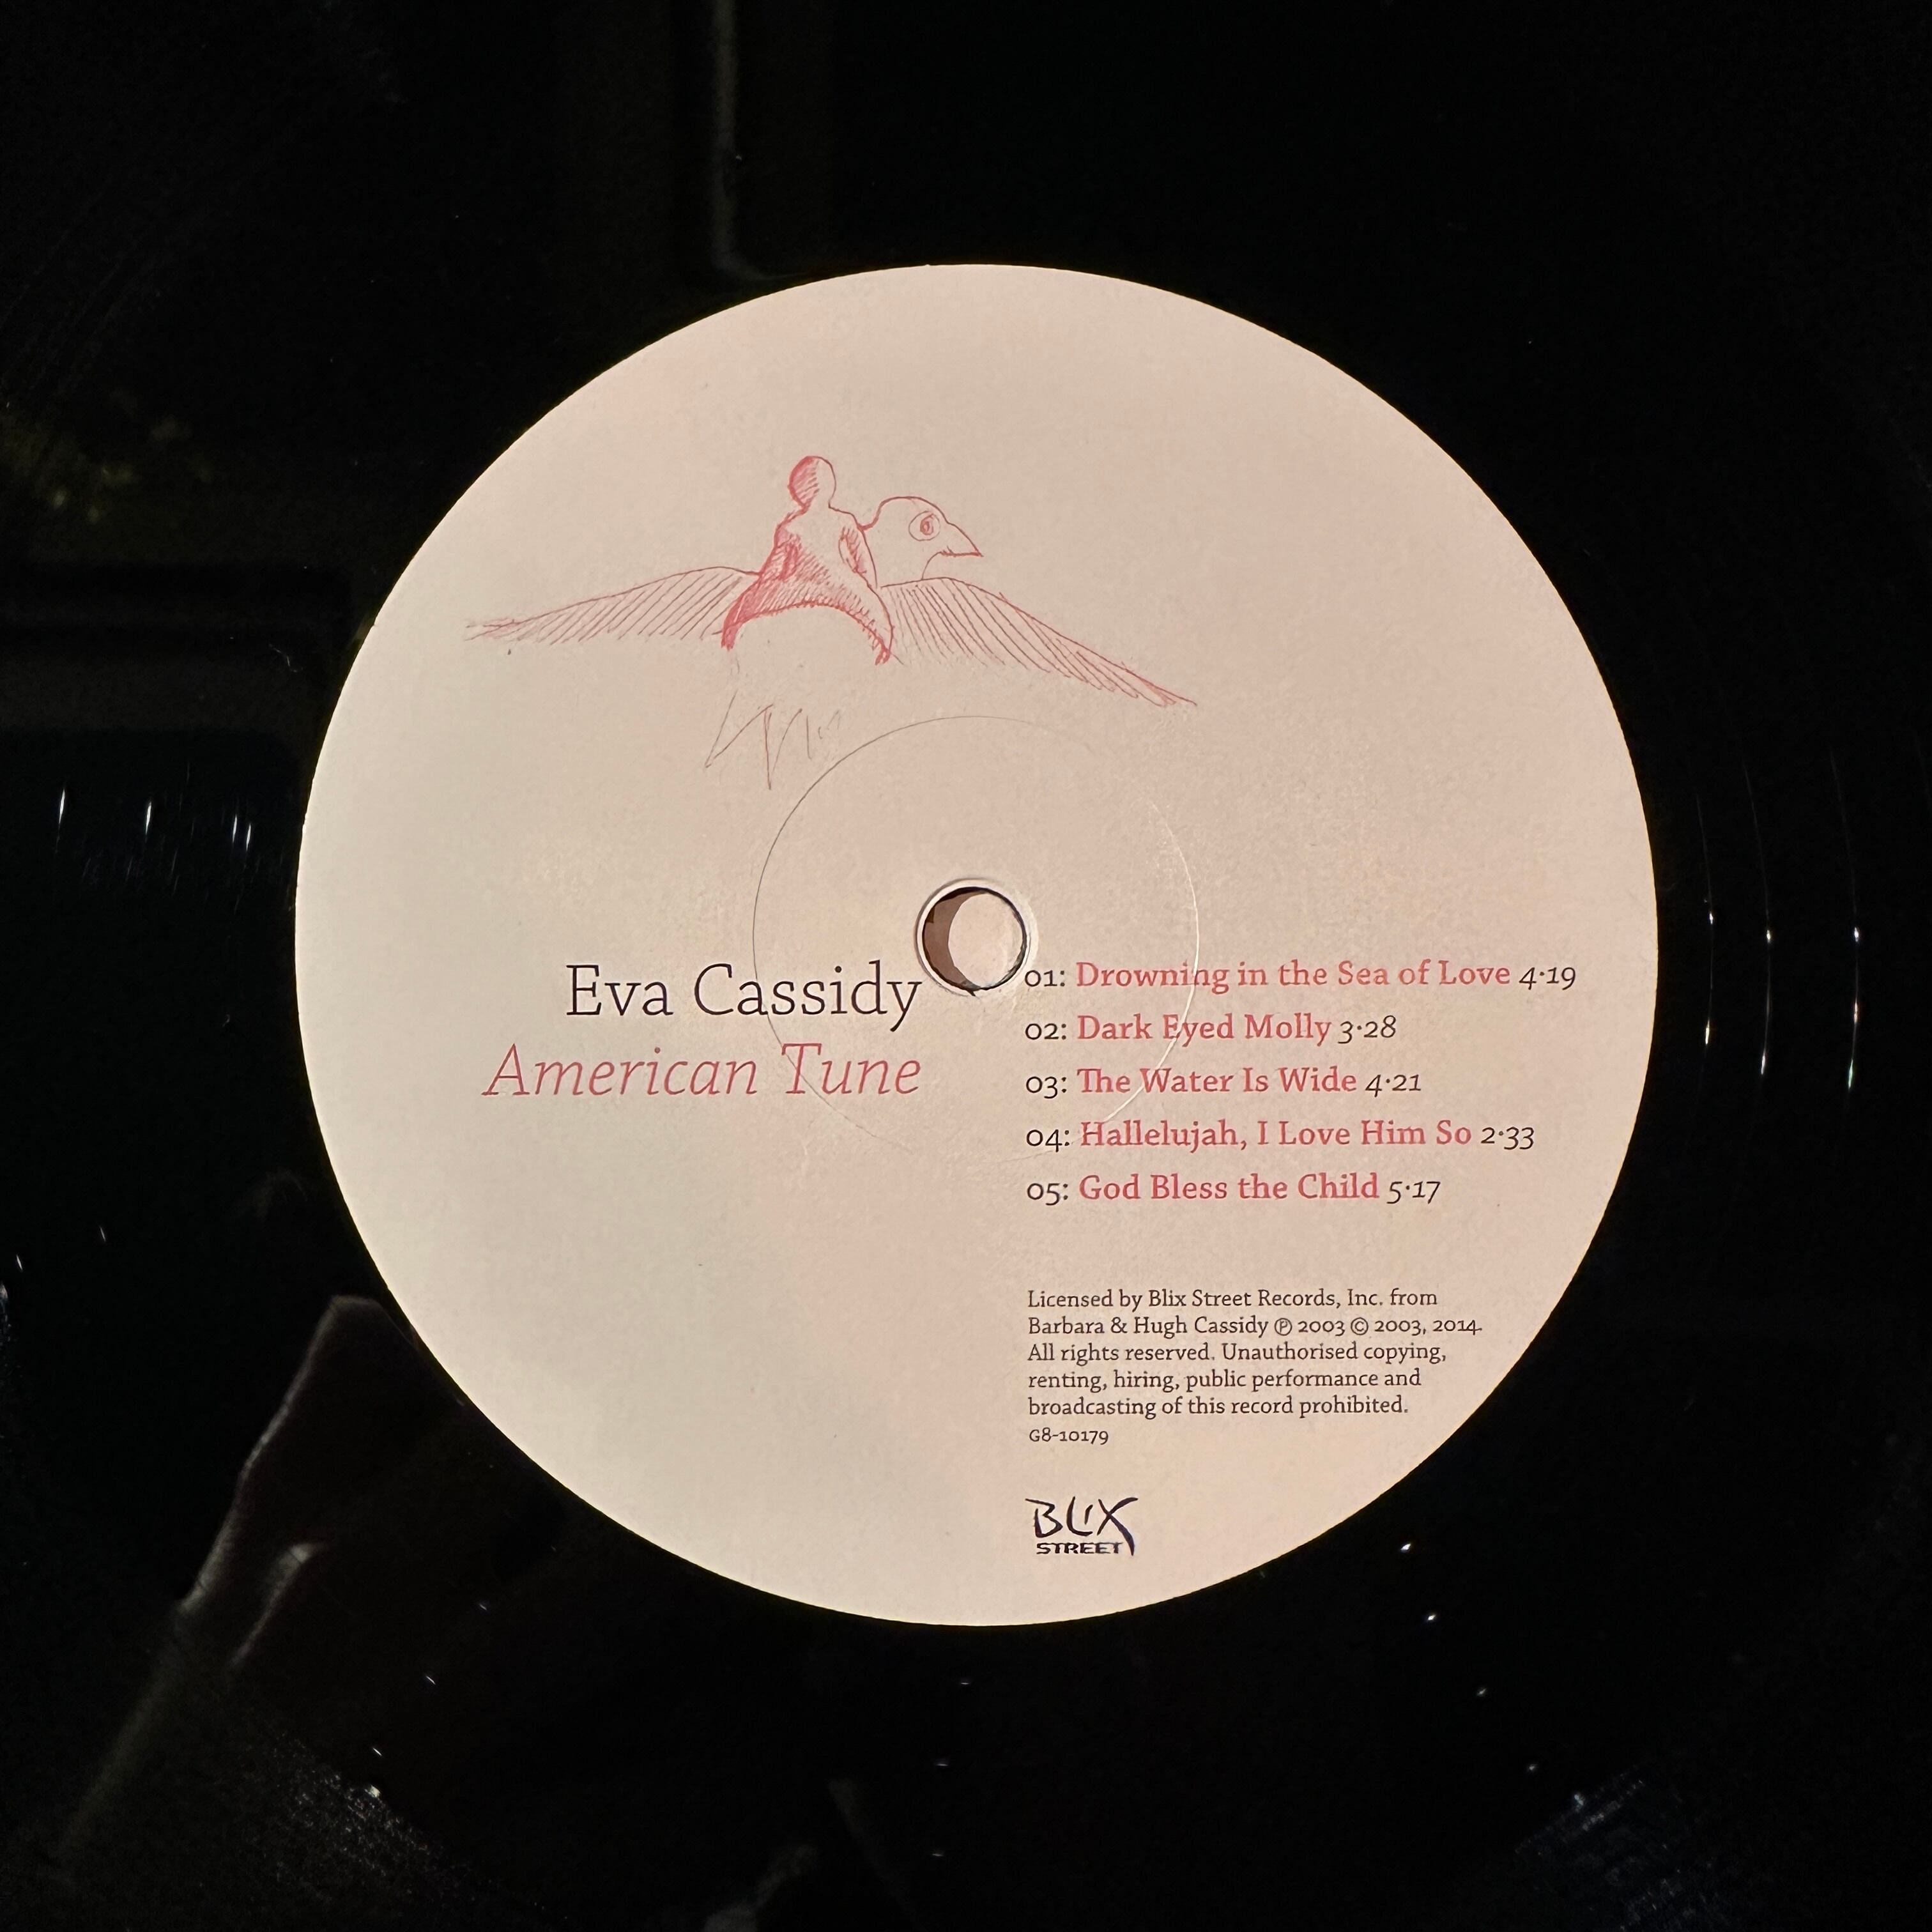 Eva Cassidy
American Tune
01: Drowning in the Sea of Love 4·19
02: Dark Eyed Molly 3·28
03: The Water Is Wide 4·21
04: Hallelujah, I Love Him So 2·33
05: God Bless the Child 5·17
Licensed by Blix Street Records, Inc. from
Barbara & Hugh Cassidy ℗ 2003 © 2003, 2014.
All rights reserved. Unauthorised copying,
renting, hiring, public performance and
broadcasting of this record prohibited.
G8-10179
BLIX
STREET